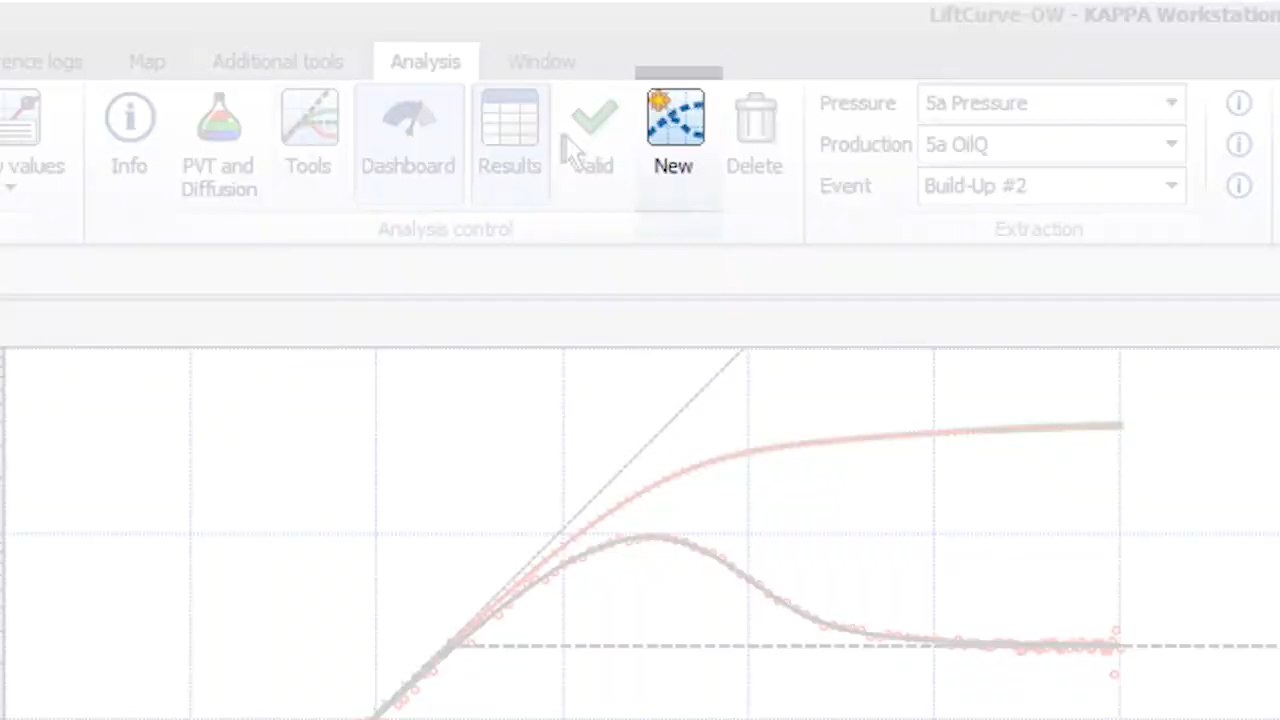 LiftCurve-OW - KAPPA Workstation
ence logs Map Additional tools Analysis Window
values Info PVT and Diffusion Tools Dashboard Results Valid New Delete
Analysis control
Pressure 5a Pressure
Production 5a OilQ
Event Build-Up #2
Extraction